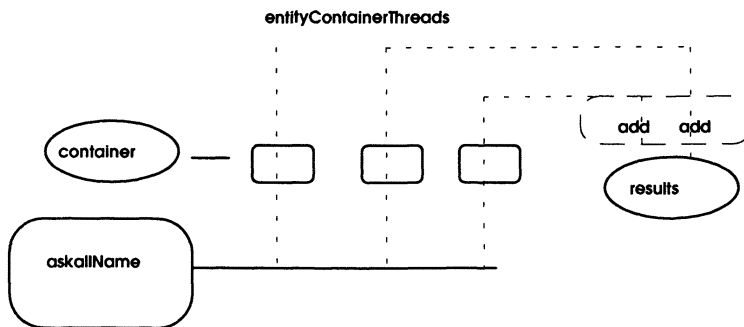 entityContainerThreads
add add
container
results
askallName